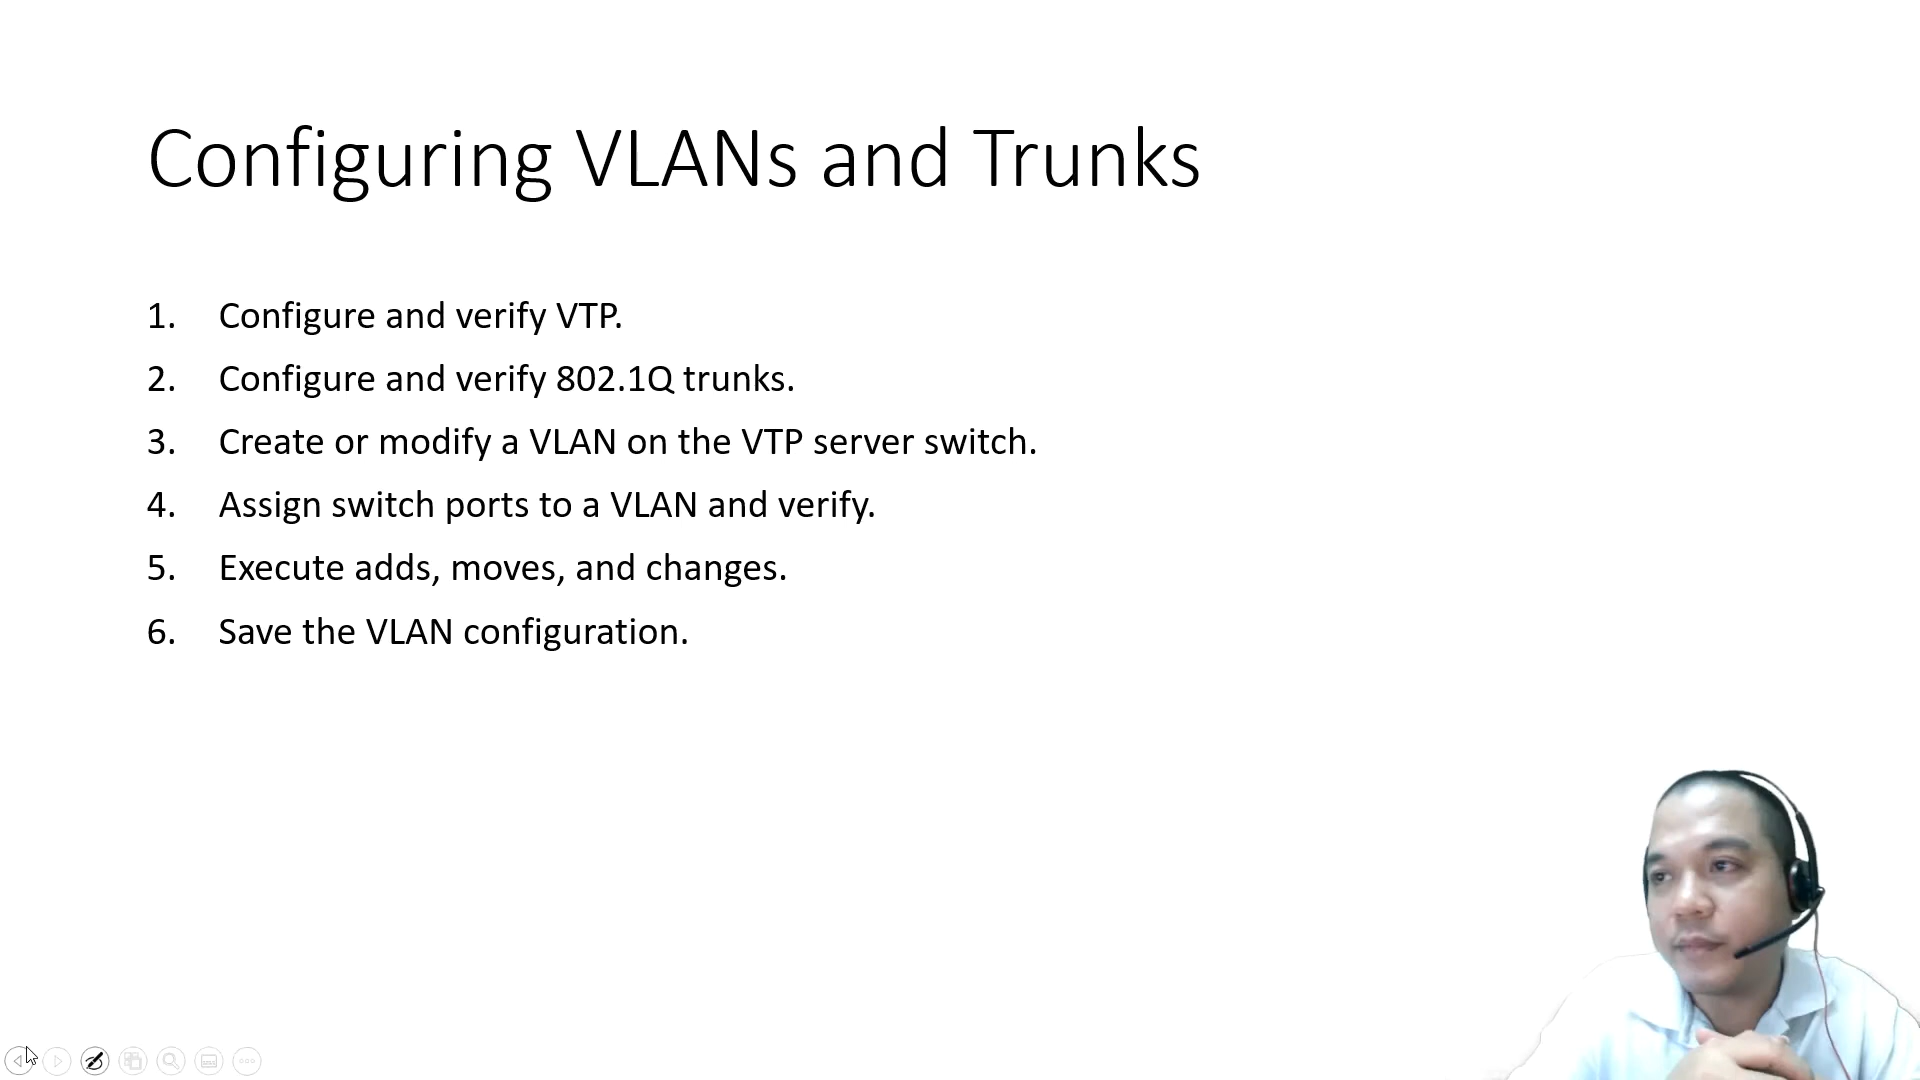 Configuring VLANs and Trunks
1. Configure and verify VTP.
2. Configure and verify 802.1Q trunks.
3. Create or modify a VLAN on the VTP server switch.
4. Assign switch ports to a VLAN and verify.
5. Execute adds, moves, and changes.
6. Save the VLAN configuration.